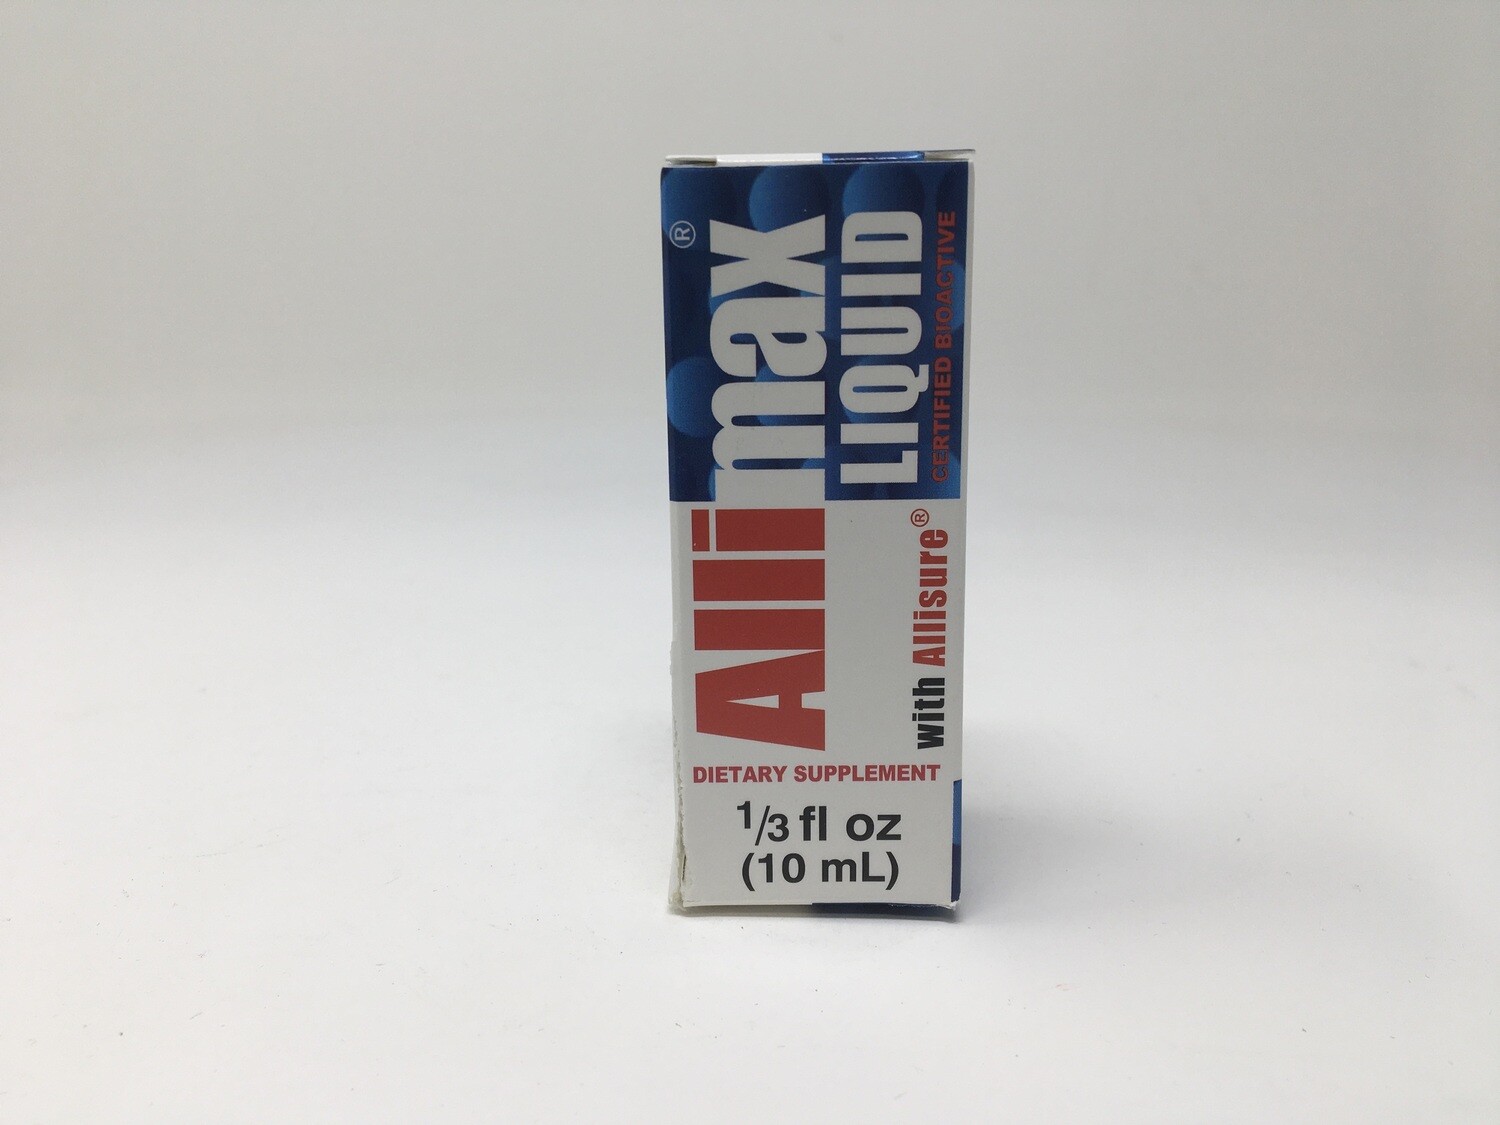 Allimax®
LIQUID
CERTIFIED BIOACTIVE
with Allisure®
DIETARY SUPPLEMENT
1/3 fl oz
(10 mL)